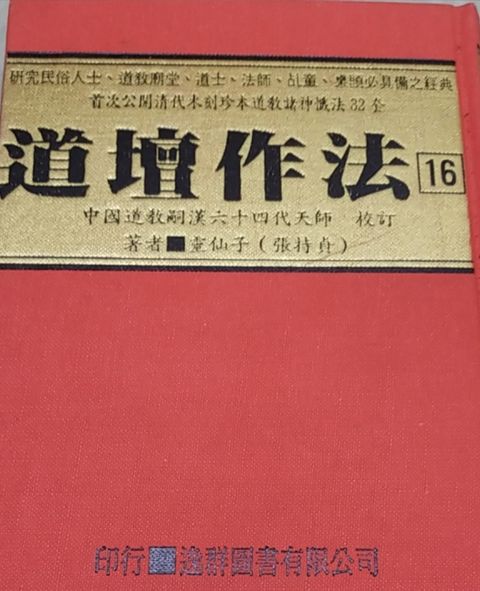 研究民俗人士、道教廟堂、道士、法師、乩童、桌頭必具備之經典
首次公開清代木刻珍本道教諸神懺法32套
道壇作法 16
中國道教嗣漢六十四代天師 校訂
著者■靈仙子(張持貞)
印行■逸群圖書有限公司